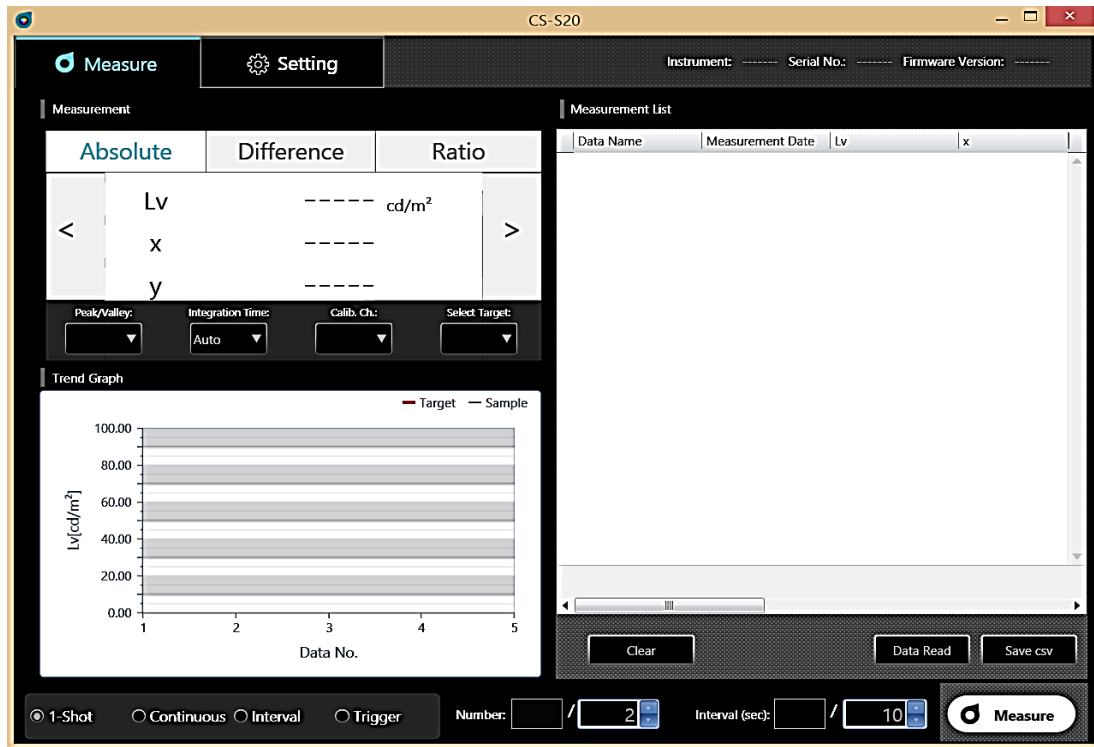 CS-S20
Measure
Setting
Instrument: ------- Serial No.: ------- Firmware Version: -------
Measurement
Absolute Difference Ratio
Lv ----- cd/m²
< >
x -----
y -----
Peak/Valley: Integration Time: Calib. Ch.: Select Target:
Auto
Trend Graph
Target Sample
100.00
80.00
60.00
40.00
20.00
0.00
Lv[cd/m²]
1 2 3 4 5
Data No.
Measurement List
Data Name Measurement Date Lv x
Clear Data Read Save csv
1-Shot Continuous Interval Trigger Number: / 2 Interval (sec): / 10 Measure